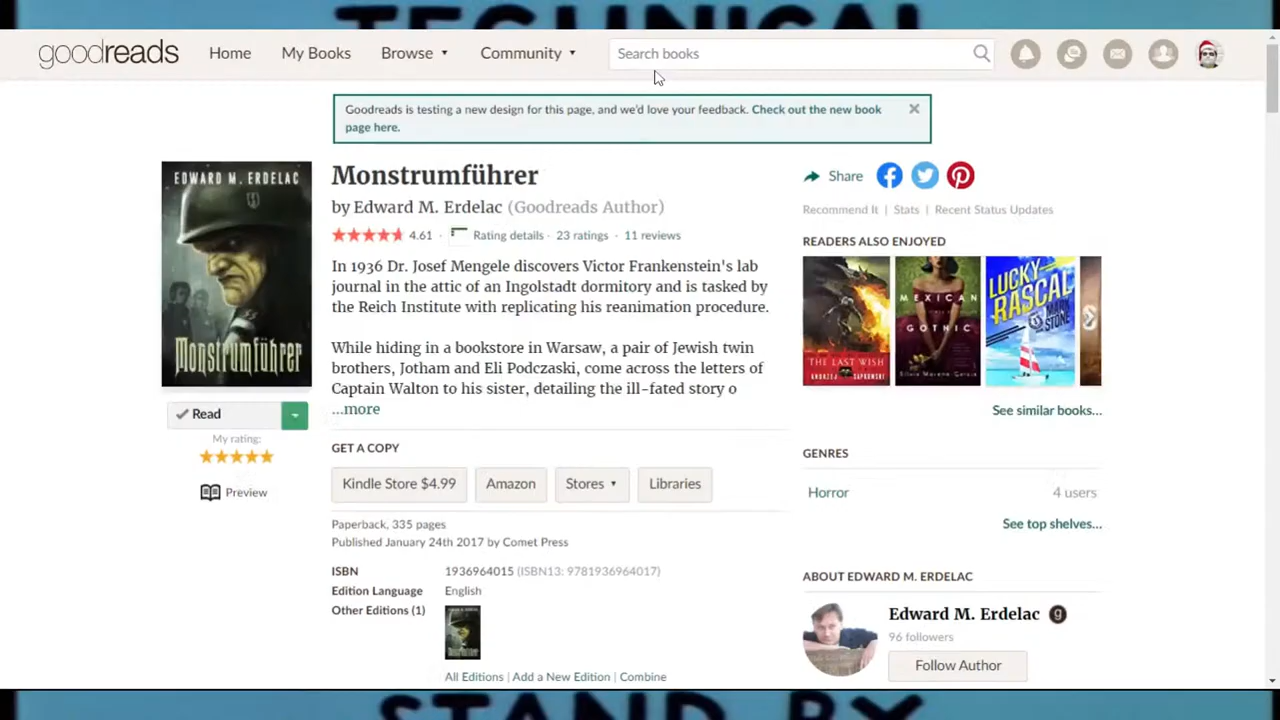 TECHNICAL
goodreads
Home
My Books
Browse
Community
Search books
Goodreads is testing a new design for this page, and we'd love your feedback. Check out the new book
page here.
EDWARD M. ERDELAC
Monstrumführer
Read
My rating:
Preview
Monstrumführer
by Edward M. Erdelac (Goodreads Author)
4.61 · Rating details · 23 ratings · 11 reviews
In 1936 Dr. Josef Mengele discovers Victor Frankenstein's lab
journal in the attic of an Ingolstadt dormitory and is tasked by
the Reich Institute with replicating his reanimation procedure.
While hiding in a bookstore in Warsaw, a pair of Jewish twin
brothers, Jotham and Eli Podczaski, come across the letters of
Captain Walton to his sister, detailing the ill-fated story o
...more
GET A COPY
Kindle Store $4.99
Amazon
Stores
Libraries
Paperback, 335 pages
Published January 24th 2017 by Comet Press
ISBN 1936964015 (ISBN13: 9781936964017)
Edition Language English
Other Editions (1)
All Editions | Add a New Edition | Combine
Share
Recommend It | Stats | Recent Status Updates
READERS ALSO ENJOYED
THE LAST WISH
ANDRZEJ SAPKOWSKI
MEXICAN
GOTHIC
LUCKY
RASCAL
MARK
STONE
See similar books…
GENRES
Horror 4 users
See top shelves…
ABOUT EDWARD M. ERDELAC
Edward M. Erdelac
96 followers
Follow Author
STAND BY